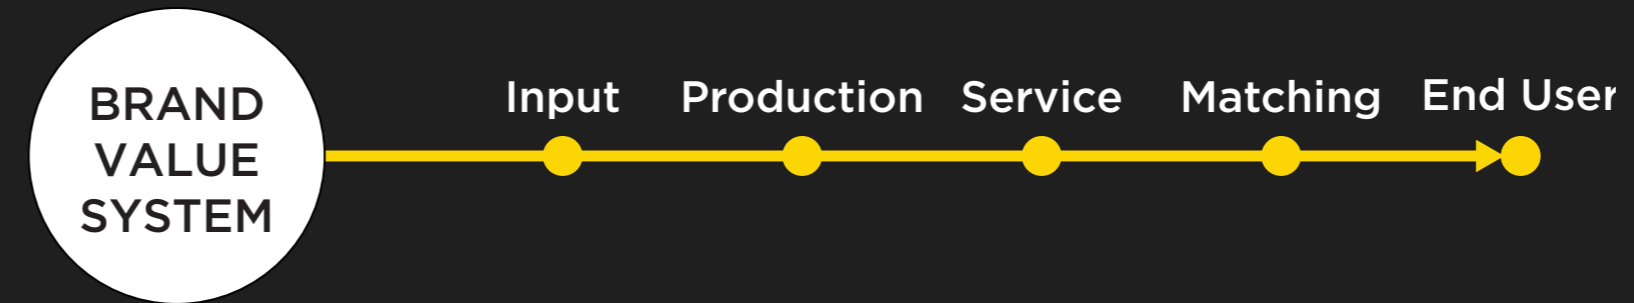 BRAND
VALUE
SYSTEM
Input
Production
Service
Matching
End User